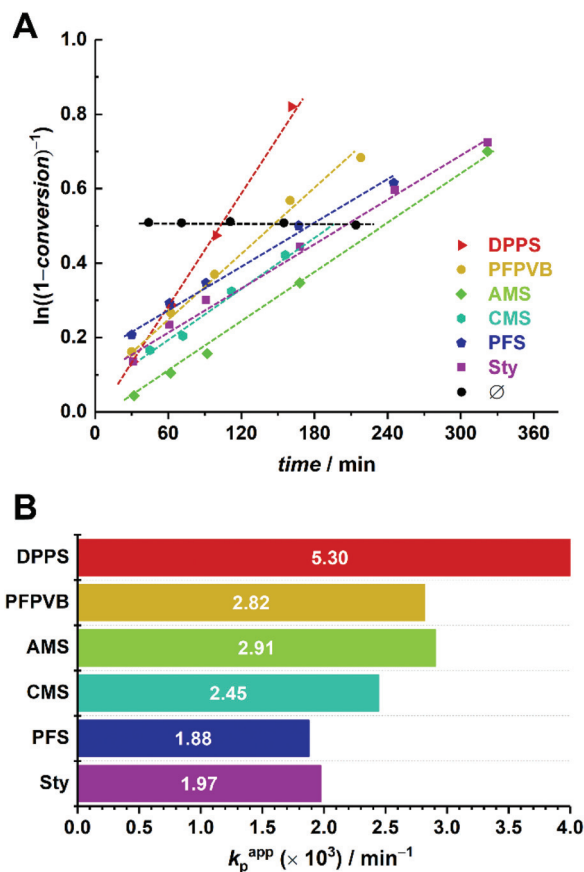 A
ln((1−conversion)⁻¹)
1.0
0.8
0.6
0.4
0.2
0.0
DPPS
PFPVB
AMS
CMS
PFS
Sty
∅
0 60 120 180 240 300 360
time / min
B
DPPS 5.30
PFPVB 2.82
AMS 2.91
CMS 2.45
PFS 1.88
Sty 1.97
0.0 0.5 1.0 1.5 2.0 2.5 3.0 3.5 4.0
kₚᵃᵖᵖ (× 10³) / min⁻¹